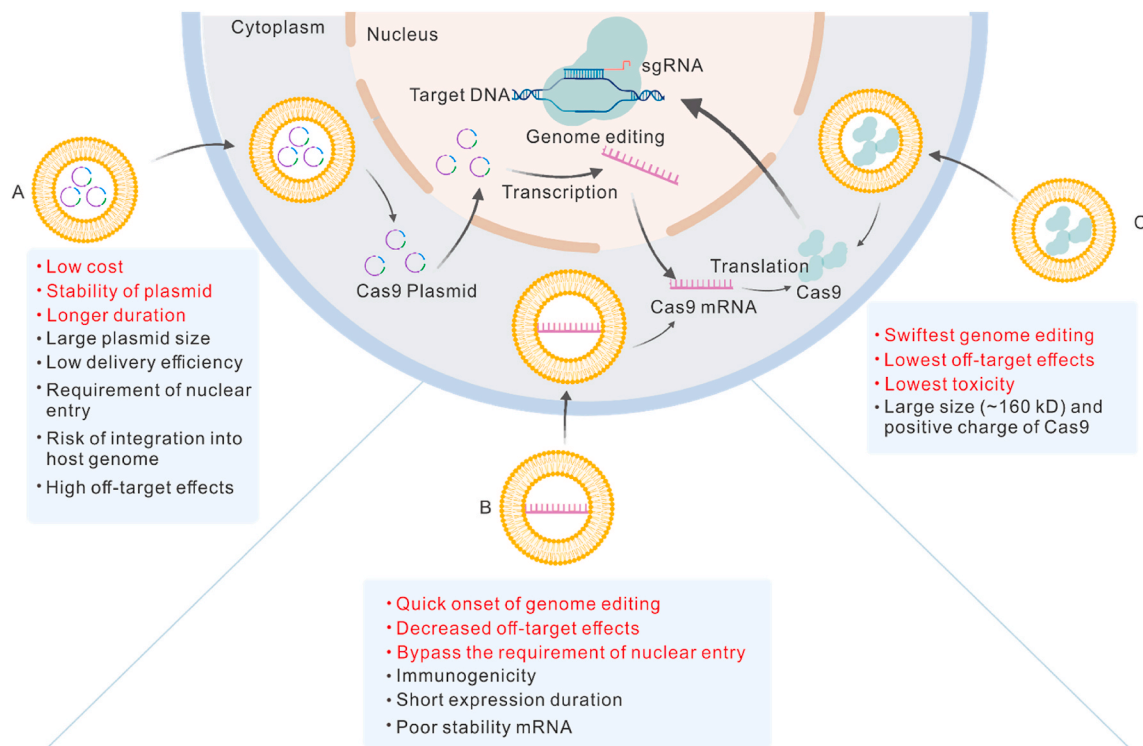 Cytoplasm
Nucleus
sgRNA
Target DNA
Genome editing
Transcription
Cas9 Plasmid
Translation
Cas9 mRNA
Cas9
A
• Low cost
• Stability of plasmid
• Longer duration
• Large plasmid size
• Low delivery efficiency
• Requirement of nuclear
entry
• Risk of integration into
host genome
• High off-target effects
B
• Quick onset of genome editing
• Decreased off-target effects
• Bypass the requirement of nuclear entry
• Immunogenicity
• Short expression duration
• Poor stability mRNA
C
• Swiftest genome editing
• Lowest off-target effects
• Lowest toxicity
• Large size (~160 kD) and
positive charge of Cas9